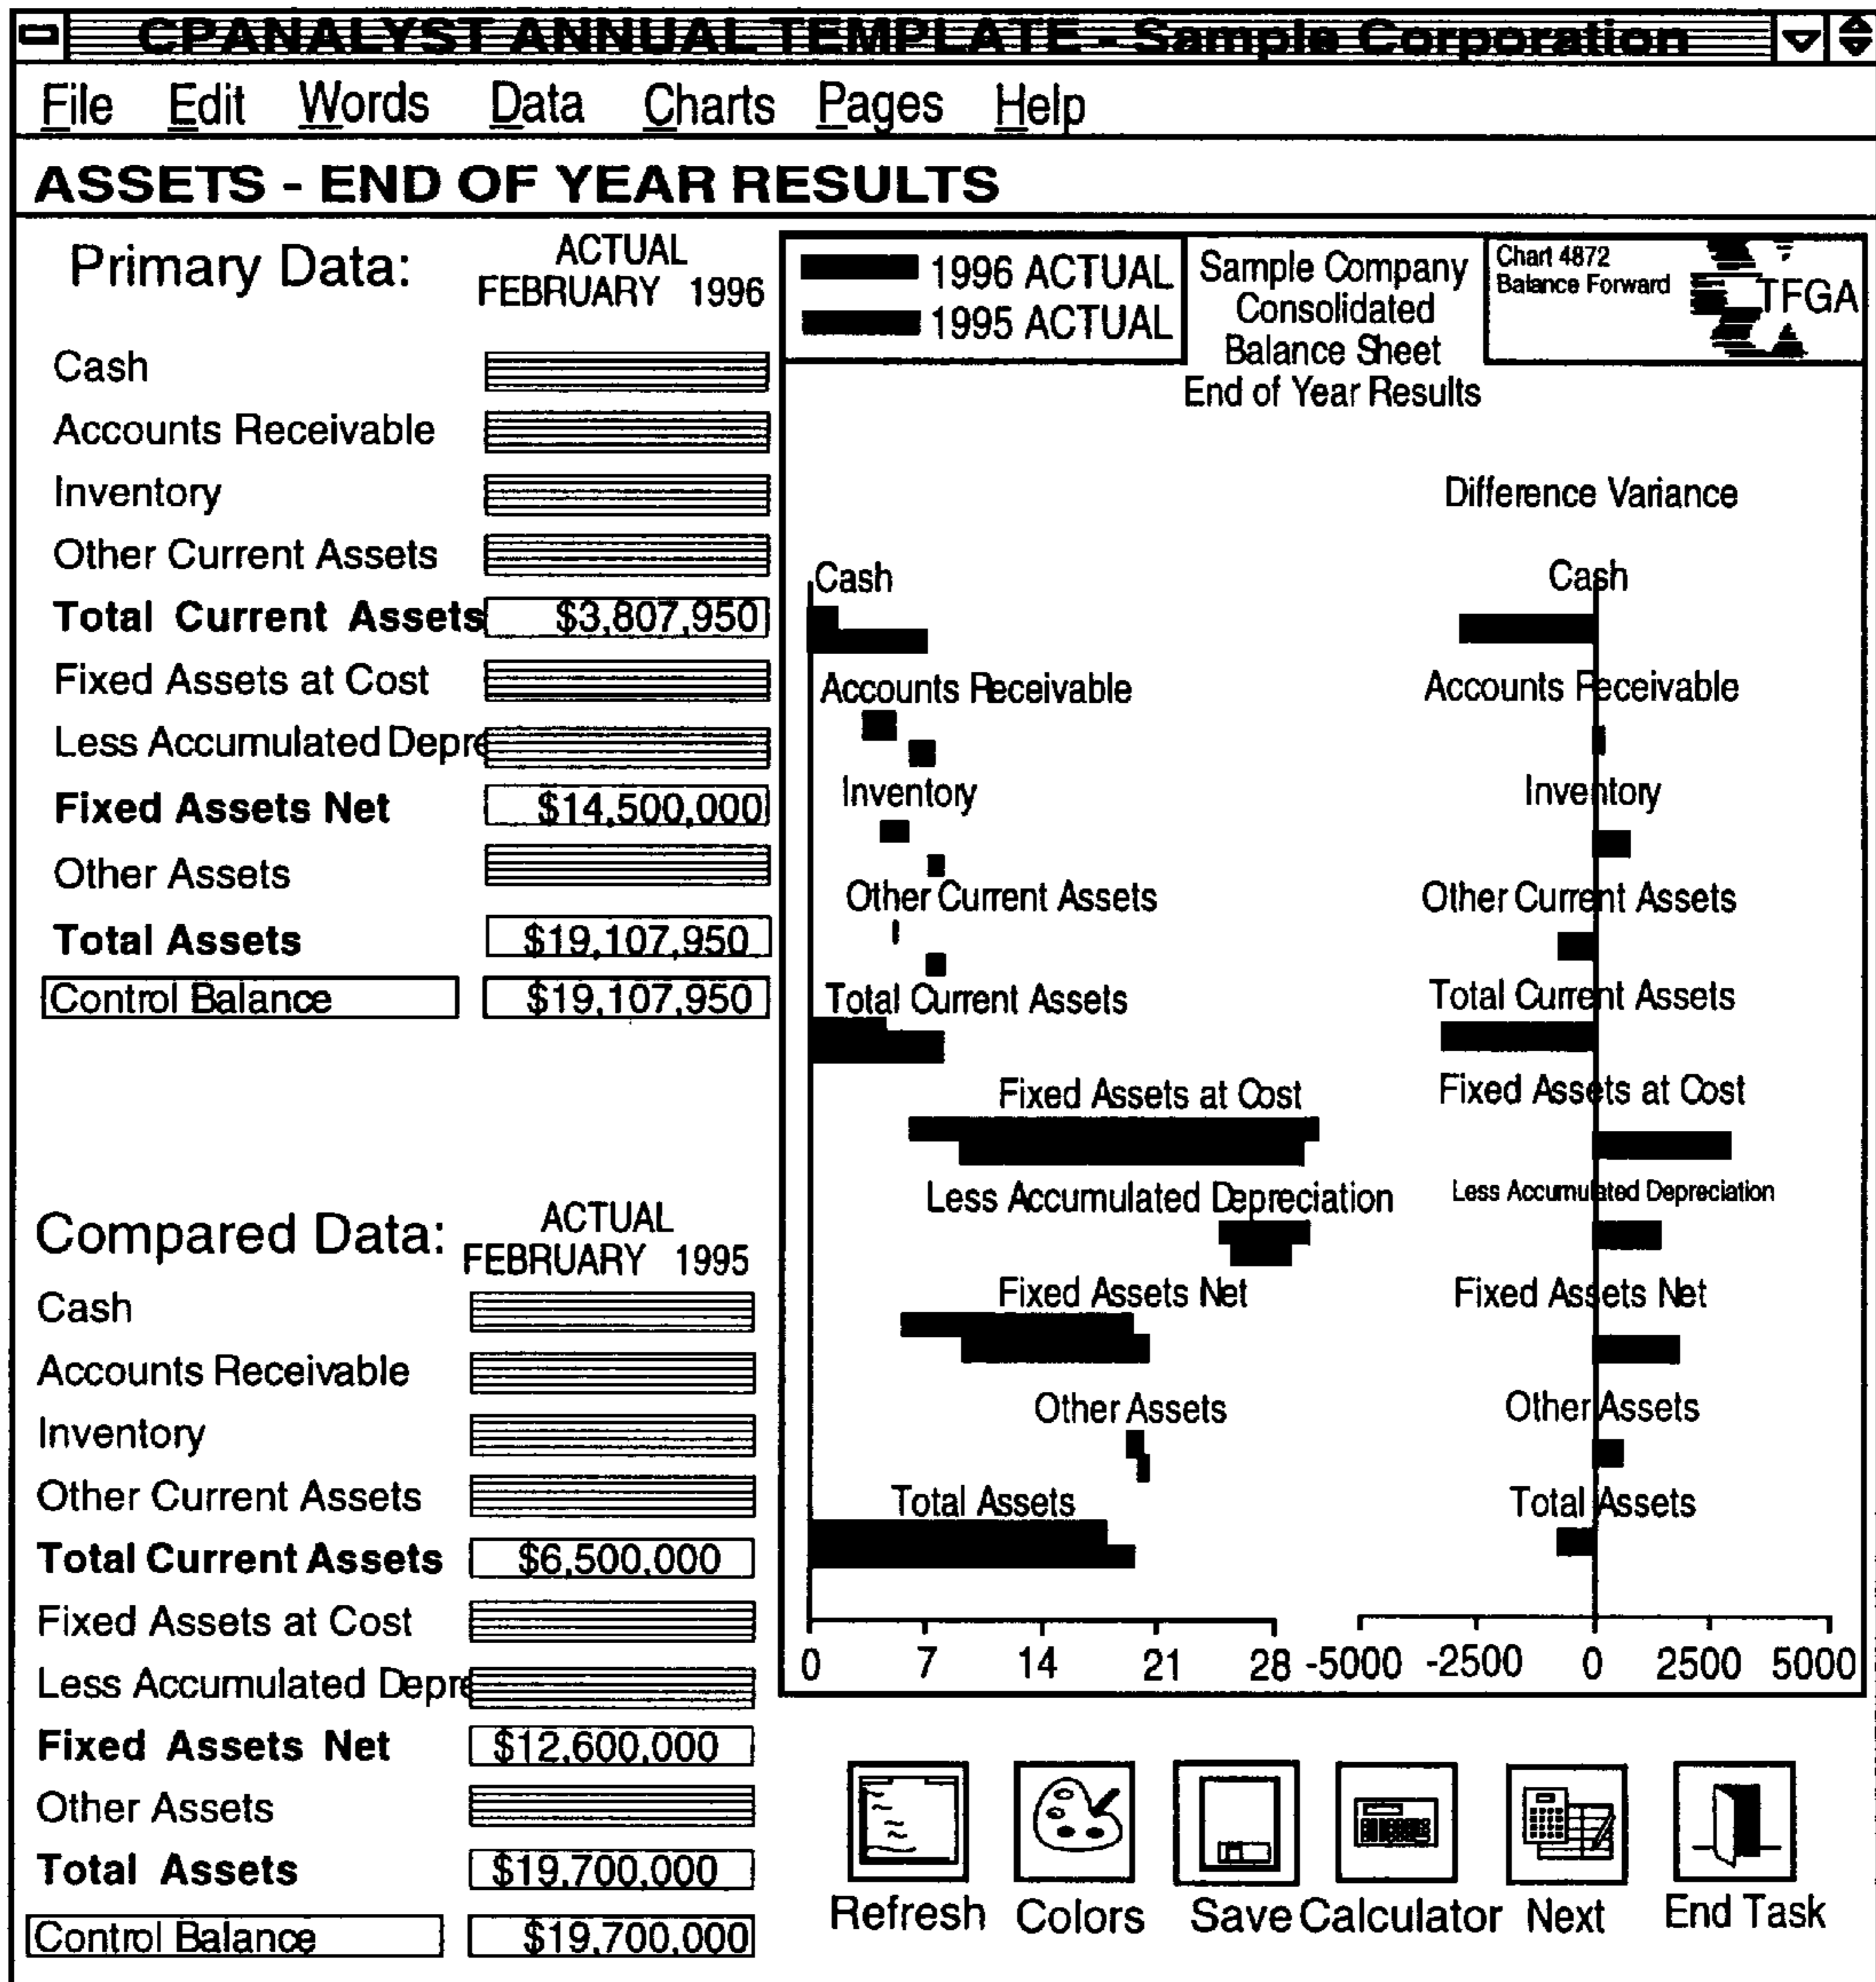 CPANALYST ANNUAL TEMPLATE - Sample Corporation
File Edit Words Data Charts Pages Help
ASSETS - END OF YEAR RESULTS
Primary Data:
ACTUAL
FEBRUARY 1996
Cash
Accounts Receivable
Inventory
Other Current Assets
Total Current Assets $3,807,950
Fixed Assets at Cost
Less Accumulated Depre
Fixed Assets Net $14,500,000
Other Assets
Total Assets $19,107,950
Control Balance $19,107,950
Compared Data:
ACTUAL
FEBRUARY 1995
Cash
Accounts Receivable
Inventory
Other Current Assets
Total Current Assets $6,500,000
Fixed Assets at Cost
Less Accumulated Depre
Fixed Assets Net $12,600,000
Other Assets
Total Assets $19,700,000
Control Balance $19,700,000
1996 ACTUAL
1995 ACTUAL
Sample Company
Consolidated
Balance Sheet
End of Year Results
Chart 4872
Balance Forward
TFGA
Cash
Accounts Receivable
Inventory
Other Current Assets
Total Current Assets
Fixed Assets at Cost
Less Accumulated Depreciation
Fixed Assets Net
Other Assets
Total Assets
0 7 14 21 28
Difference Variance
Cash
Accounts Receivable
Inventory
Other Current Assets
Total Current Assets
Fixed Assets at Cost
Less Accumulated Depreciation
Fixed Assets Net
Other Assets
Total Assets
-5000 -2500 0 2500 5000
Refresh Colors Save Calculator Next End Task